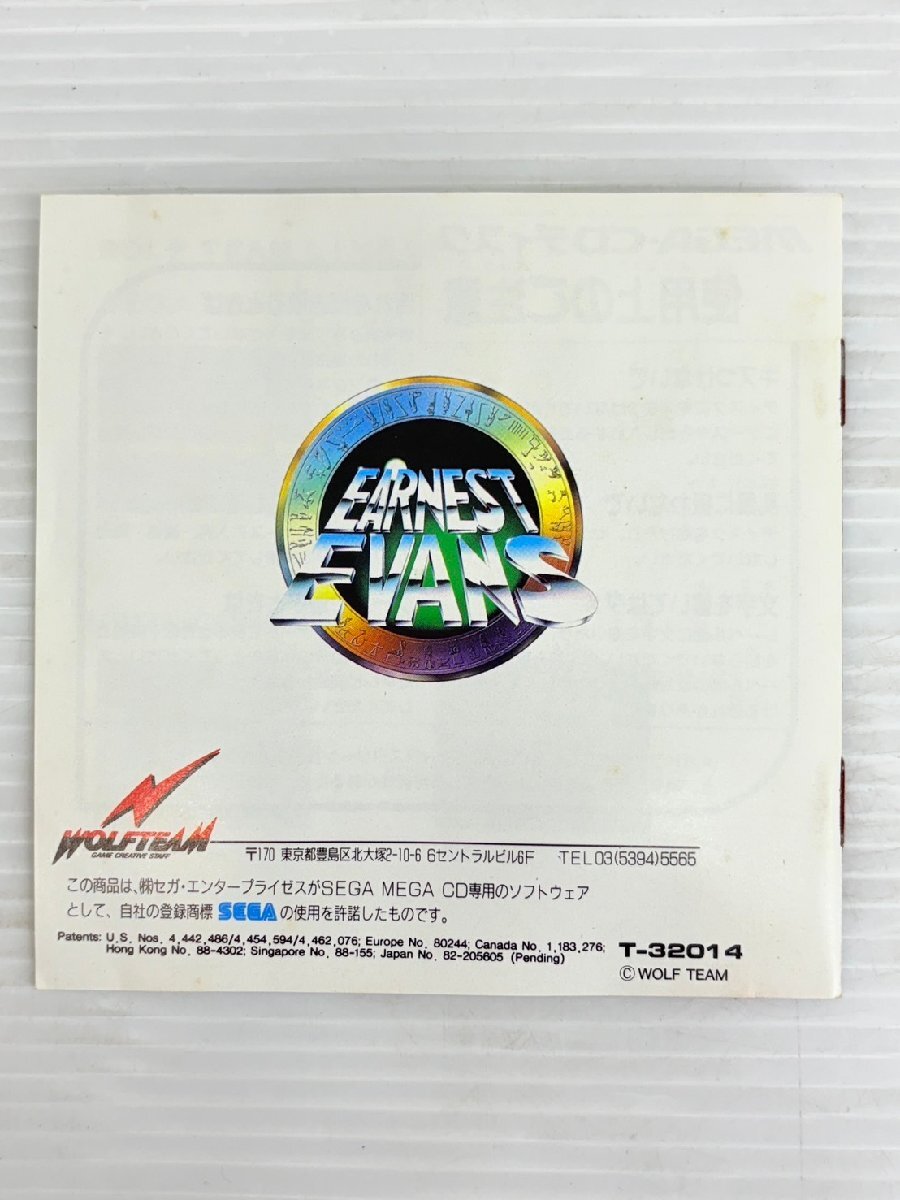 EARNEST
EVANS
WOLFTEAM
GAME CREATIVE STAFF
〒170 東京都豊島区北大塚2-10-6 6セントラルビル6F TEL 03(5394)5565
この商品は、㈱セガ・エンタープライゼスがSEGA MEGA CD専用のソフトウェア
として、自社の登録商標 SEGA の使用を許諾したものです。
Patents: U.S. Nos. 4,442,486/4,454,594/4,462,076; Europe No. 80244; Canada No. 1,183,276;
Hong Kong No. 88-4302; Singapore No. 88-155; Japan No. 82-205605 (Pending)
T-32014
© WOLF TEAM